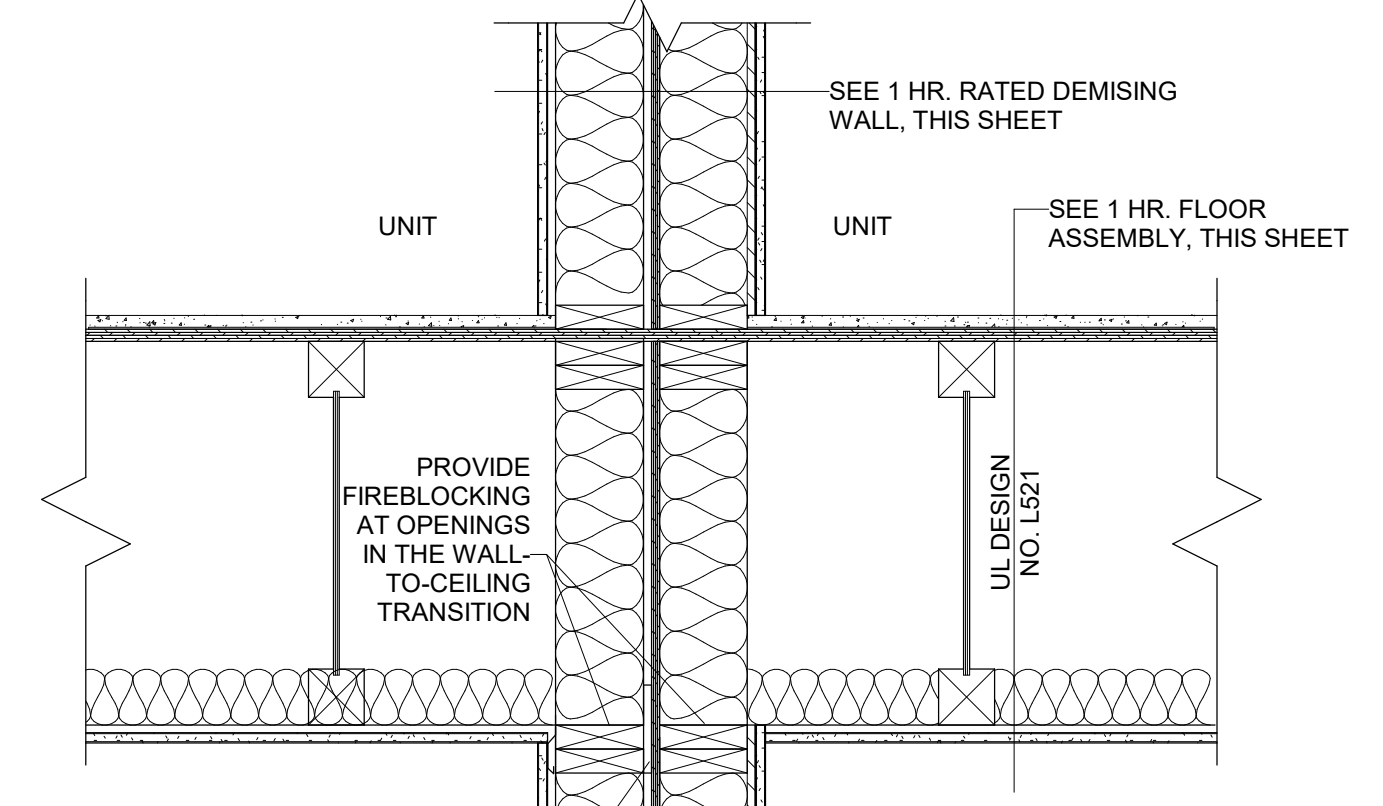 SEE 1 HR. RATED DEMISING
WALL, THIS SHEET
UNIT
UNIT
SEE 1 HR. FLOOR
ASSEMBLY, THIS SHEET
PROVIDE
FIREBLOCKING
AT OPENINGS
IN THE WALL-
TO-CEILING
TRANSITION
UL DESIGN
NO. L521